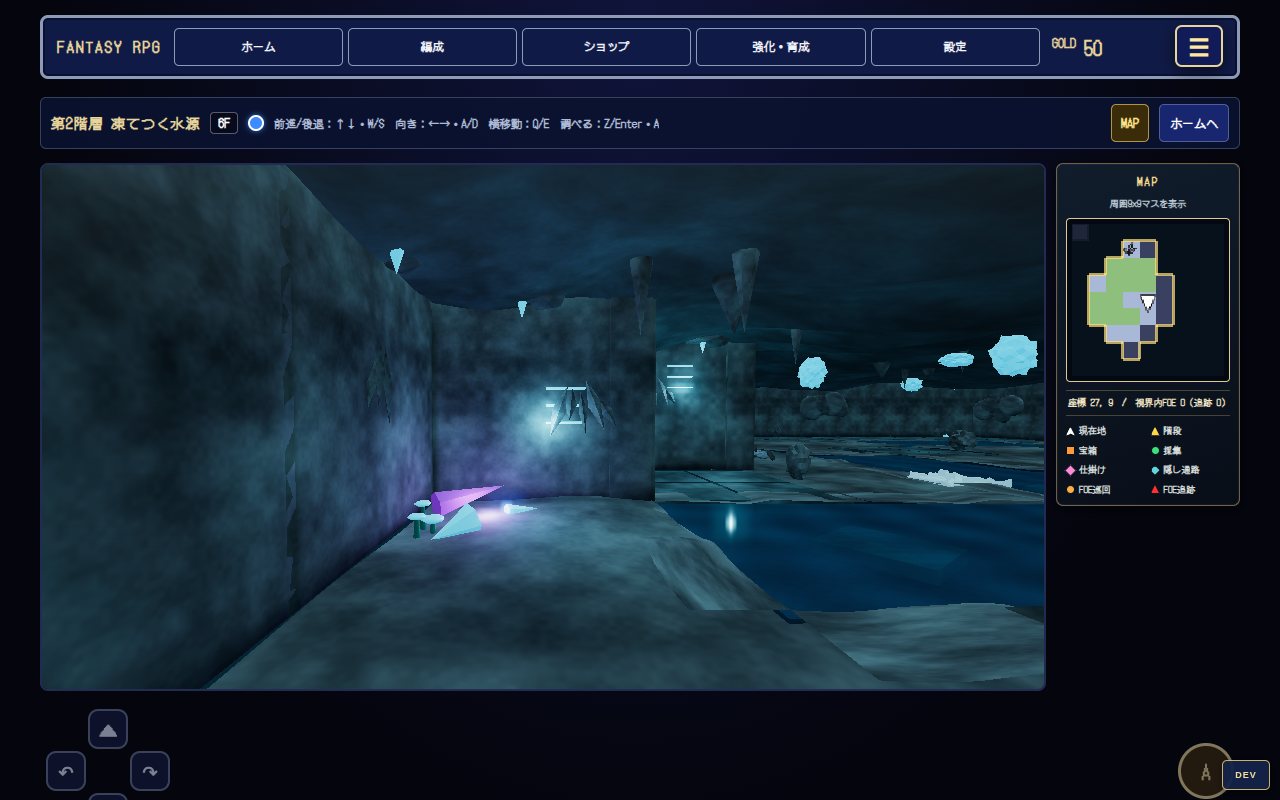 FANTASY RPG
ホーム
編成
ショップ
強化・育成
設定
GOLD 50
第2階層 凍てつく水源
6F
前進/後退：↑↓・W/S 向き：←→・A/D 横移動：Q/E 調べる：Z/Enter・A
MAP
ホームへ
MAP
周囲9x9マスを表示
座標 27, 9 / 視界内FOE 0 (追跡 0)
現在地
階段
宝箱
採集
仕掛け
隠し通路
FOE巡回
FOE追跡
A
DEV